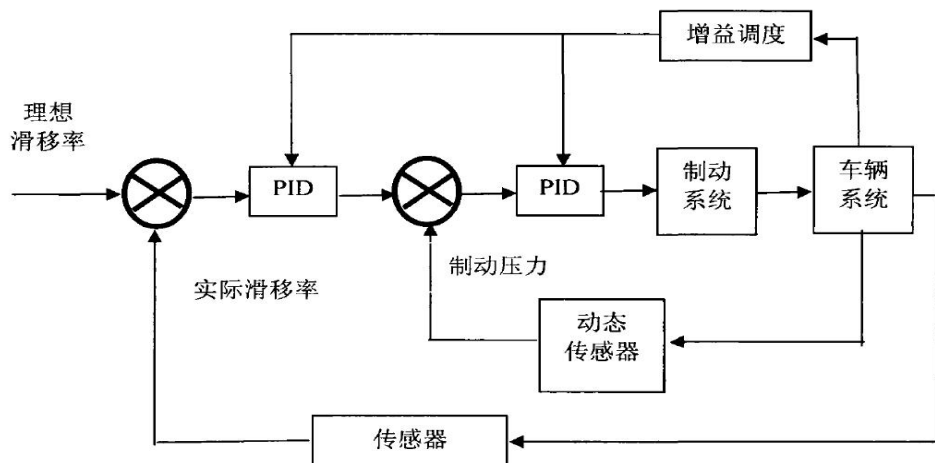 增益调度
理想
滑移率
PID
PID
制动
系统
车辆
系统
制动压力
实际滑移率
动态
传感器
传感器